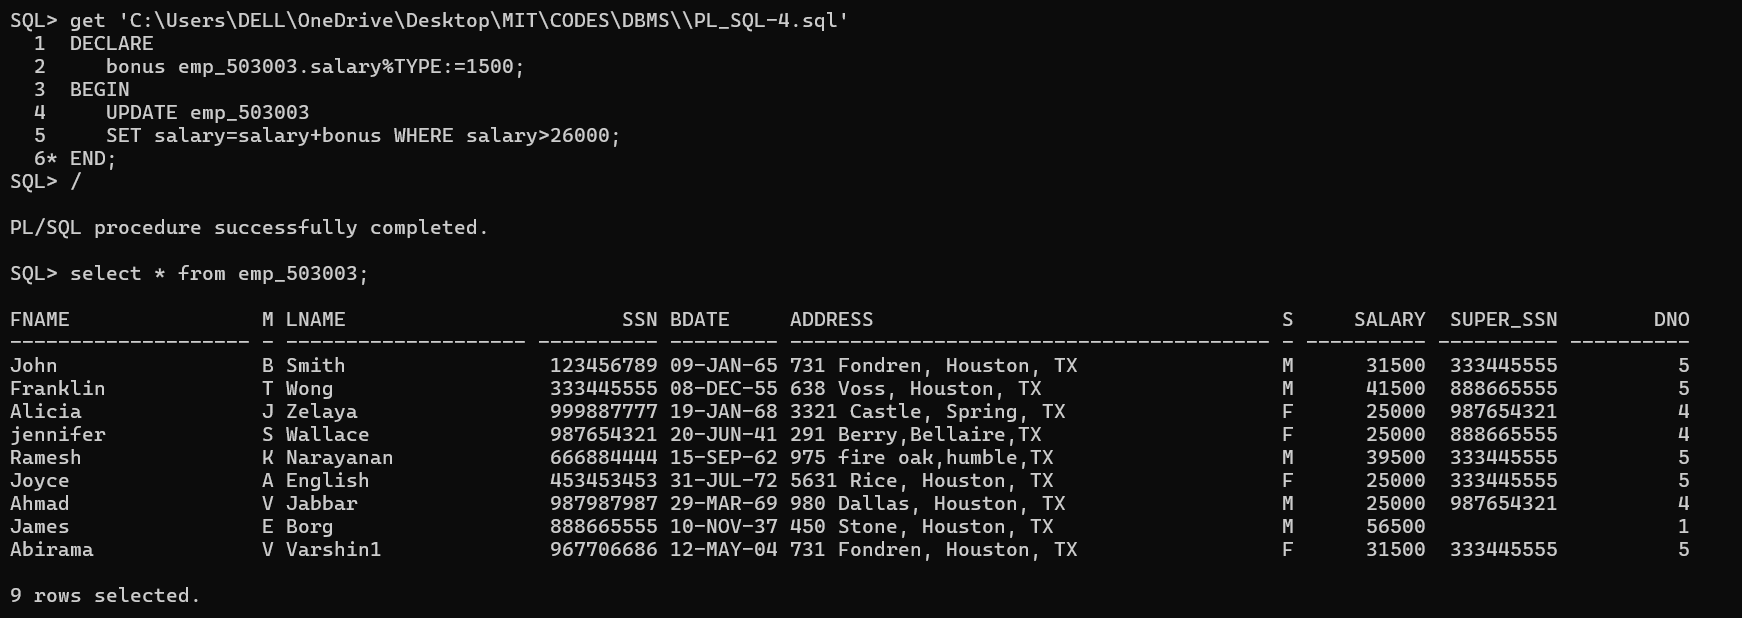 SQL> get 'C:\Users\DELL\OneDrive\Desktop\MIT\CODES\DBMS\\PL_SQL-4.sql'
  1  DECLARE
  2     bonus emp_503003.salary%TYPE:=1500;
  3  BEGIN
  4     UPDATE emp_503003
  5     SET salary=salary+bonus WHERE salary>26000;
  6* END;
SQL> /
PL/SQL procedure successfully completed.
SQL> select * from emp_503003;
FNAME                M LNAME                       SSN BDATE     ADDRESS                                  S     SALARY  SUPER_SSN        DNO
-------------------- - -------------------- ---------- --------- ---------------------------------------- - ---------- ---------- ----------
John                 B Smith                 123456789 09-JAN-65 731 Fondren, Houston, TX                 M      31500  333445555          5
Franklin             T Wong                  333445555 08-DEC-55 638 Voss, Houston, TX                    M      41500  888665555          5
Alicia               J Zelaya                999887777 19-JAN-68 3321 Castle, Spring, TX                  F      25000  987654321          4
jennifer             S Wallace               987654321 20-JUN-41 291 Berry,Bellaire,TX                    F      25000  888665555          4
Ramesh               K Narayanan             666884444 15-SEP-62 975 fire oak,humble,TX                   M      39500  333445555          5
Joyce                A English               453453453 31-JUL-72 5631 Rice, Houston, TX                   F      25000  333445555          5
Ahmad                V Jabbar                987987987 29-MAR-69 980 Dallas, Houston, TX                  M      25000  987654321          4
James                E Borg                  888665555 10-NOV-37 450 Stone, Houston, TX                   M      56500                     1
Abirama              V Varshin1              967706686 12-MAY-04 731 Fondren, Houston, TX                 F      31500  333445555          5
9 rows selected.